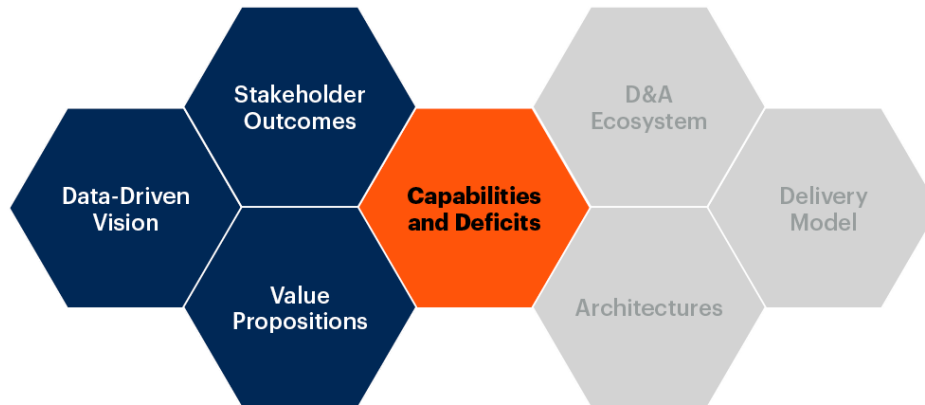 Data-Driven
Vision
Stakeholder
Outcomes
Value
Propositions
Capabilities
and Deficits
D&A
Ecosystem
Architectures
Delivery
Model